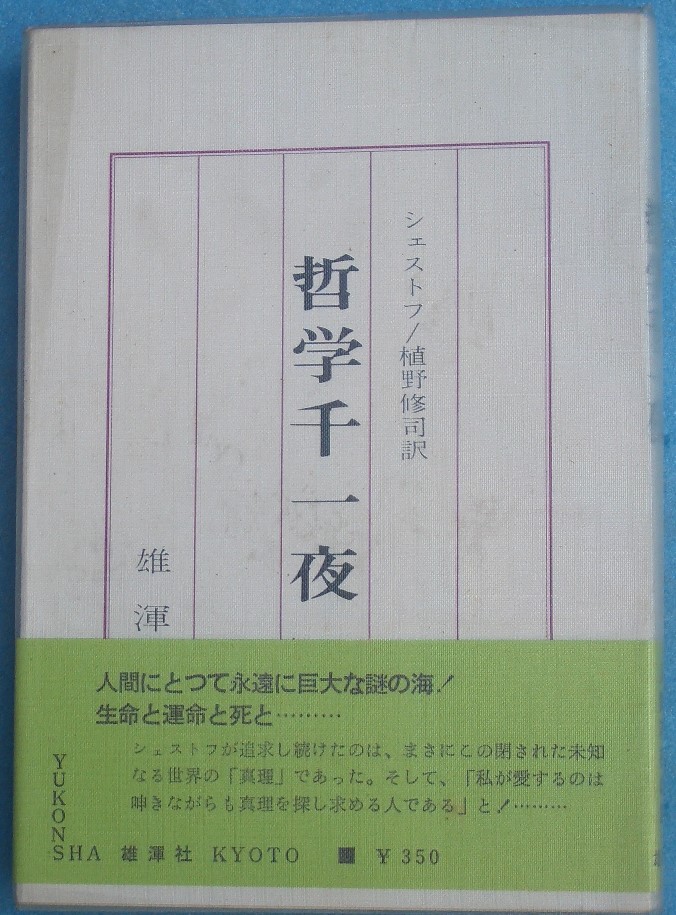 シェストフ/植野修司訳
哲学千一夜
雄渾
人間にとつて永遠に巨大な謎の海！
生命と運命と死と………
シェストフが追求し続けたのは、まさにこの閉された未知
なる世界の「真理」であった。そして、「私が愛するのは
呻きながらも真理を探し求める人である」と！………
YUKONSHA 雄渾社 KYOTO ■ ¥350